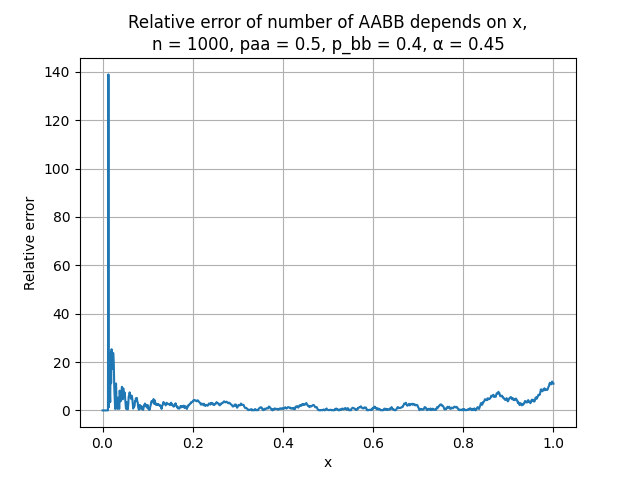 Relative error of number of AABB depends on x,
n = 1000, paa = 0.5, p_bb = 0.4, α = 0.45
140
120
100
80
60
40
20
0
Relative error
0.0 0.2 0.4 0.6 0.8 1.0
x